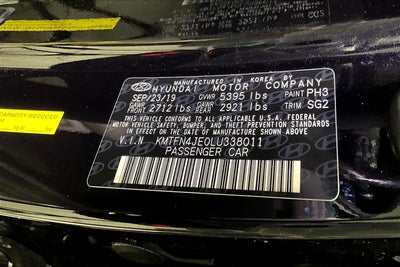 MANUFACTURED IN KOREA BY
HYUNDAI MOTOR COMPANY
SEP/23/19 GVWR 5395 lbs PAINT PH3
GAWR FRONT 2712 lbs GAWR REAR 2921 lbs TRIM SG2
THIS VEHICLE CONFORMS TO ALL APPLICABLE U.S.A. FEDERAL
MOTOR VEHICLE SAFETY, BUMPER, AND THEFT PREVENTION STANDARDS
IN EFFECT ON THE DATE OF MANUFACTURE SHOWN ABOVE.
V.I.N KMTFN4JE0LU338011
PASSENGER CAR
CAPACITY REDUCED